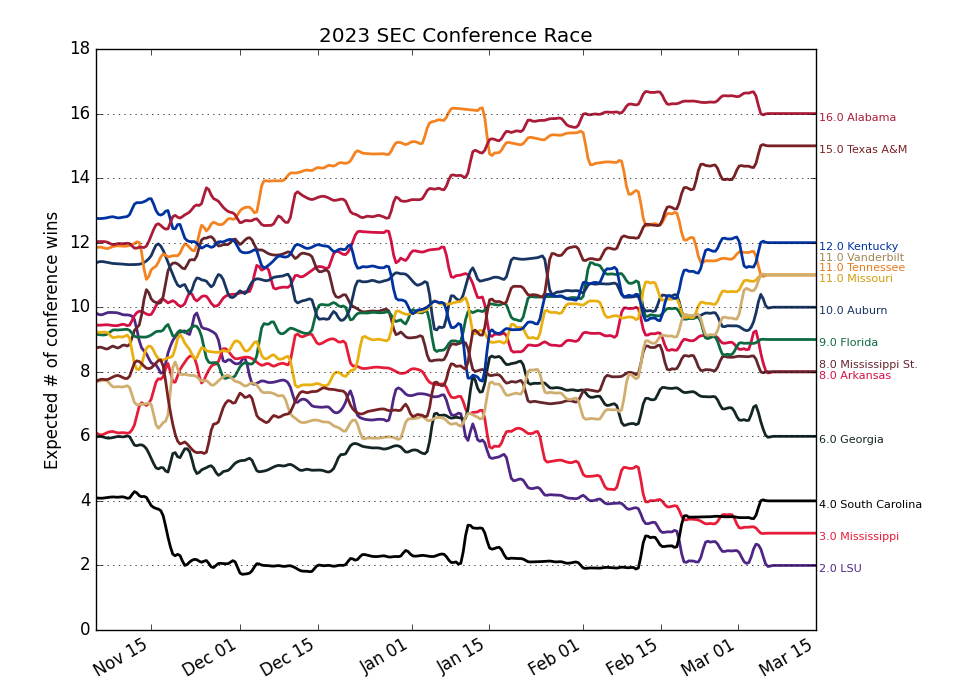 2023 SEC Conference Race
Expected # of conference wins
18
16
14
12
10
8
6
4
2
0
16.0 Alabama
15.0 Texas A&M
12.0 Kentucky
11.0 Vanderbilt
11.0 Tennessee
11.0 Missouri
10.0 Auburn
9.0 Florida
8.0 Mississippi St.
8.0 Arkansas
6.0 Georgia
4.0 South Carolina
3.0 Mississippi
2.0 LSU
Nov 15
Dec 01
Dec 15
Jan 01
Jan 15
Feb 01
Feb 15
Mar 01
Mar 15